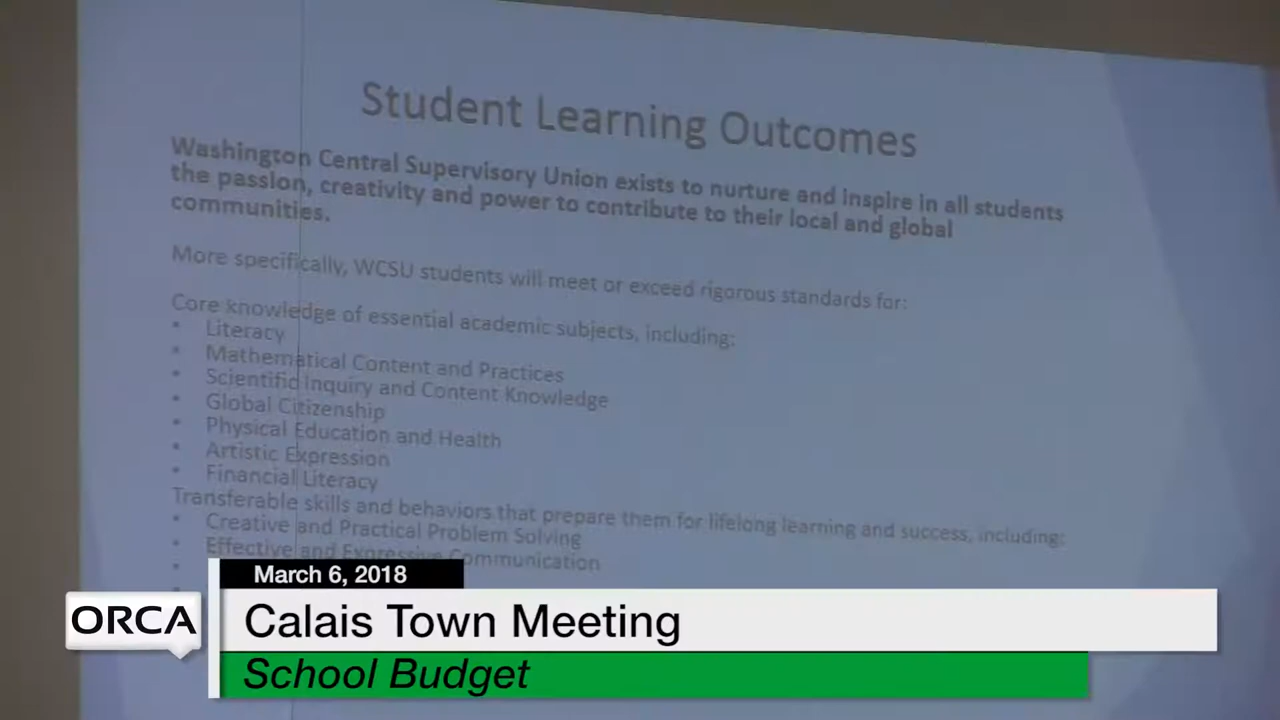 Student Learning Outcomes
Washington Central Supervisory Union exists to nurture and inspire in all students
the passion, creativity and power to contribute to their local and global
communities.
More specifically, WCSU students will meet or exceed rigorous standards for:
Core knowledge of essential academic subjects, including:
• Literacy
• Mathematical Content and Practices
• Scientific Inquiry and Content Knowledge
• Global Citizenship
• Physical Education and Health
• Artistic Expression
• Financial Literacy
Transferable skills and behaviors that prepare them for lifelong learning and success, including:
• Creative and Practical Problem Solving
• Effective and Expressive Communication
March 6, 2018
ORCA
Calais Town Meeting
School Budget